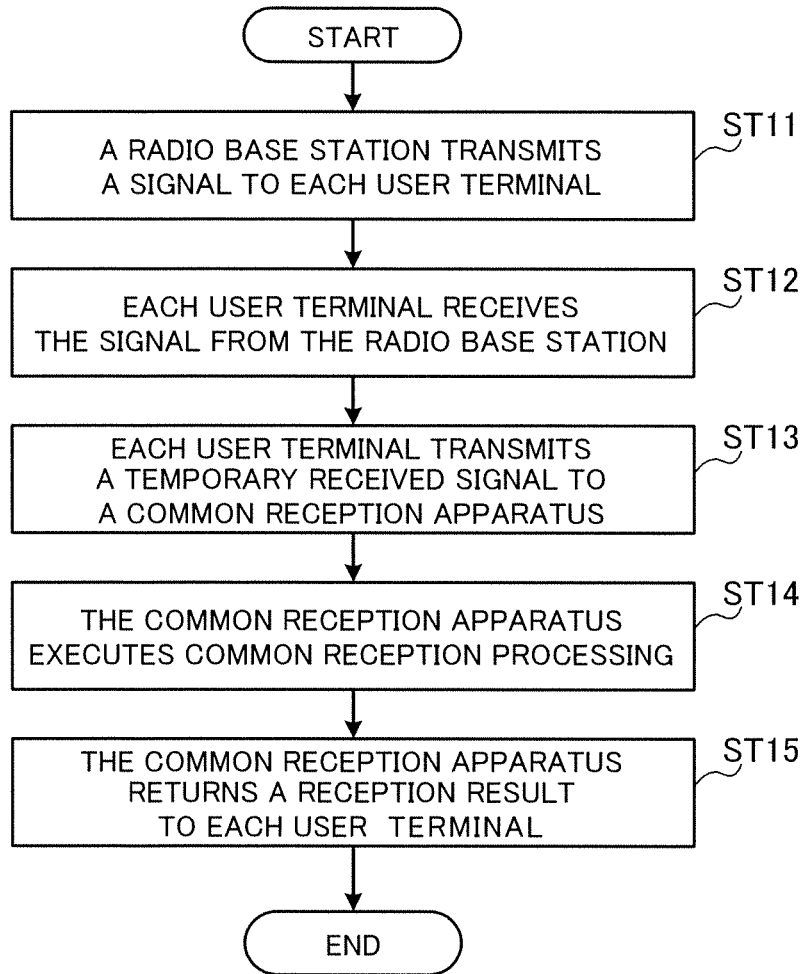 START
A RADIO BASE STATION TRANSMITS
A SIGNAL TO EACH USER TERMINAL
ST11
EACH USER TERMINAL RECEIVES
THE SIGNAL FROM THE RADIO BASE STATION
ST12
EACH USER TERMINAL TRANSMITS
A TEMPORARY RECEIVED SIGNAL TO
A COMMON RECEPTION APPARATUS
ST13
THE COMMON RECEPTION APPARATUS
EXECUTES COMMON RECEPTION PROCESSING
ST14
THE COMMON RECEPTION APPARATUS
RETURNS A RECEPTION RESULT
TO EACH USER TERMINAL
ST15
END